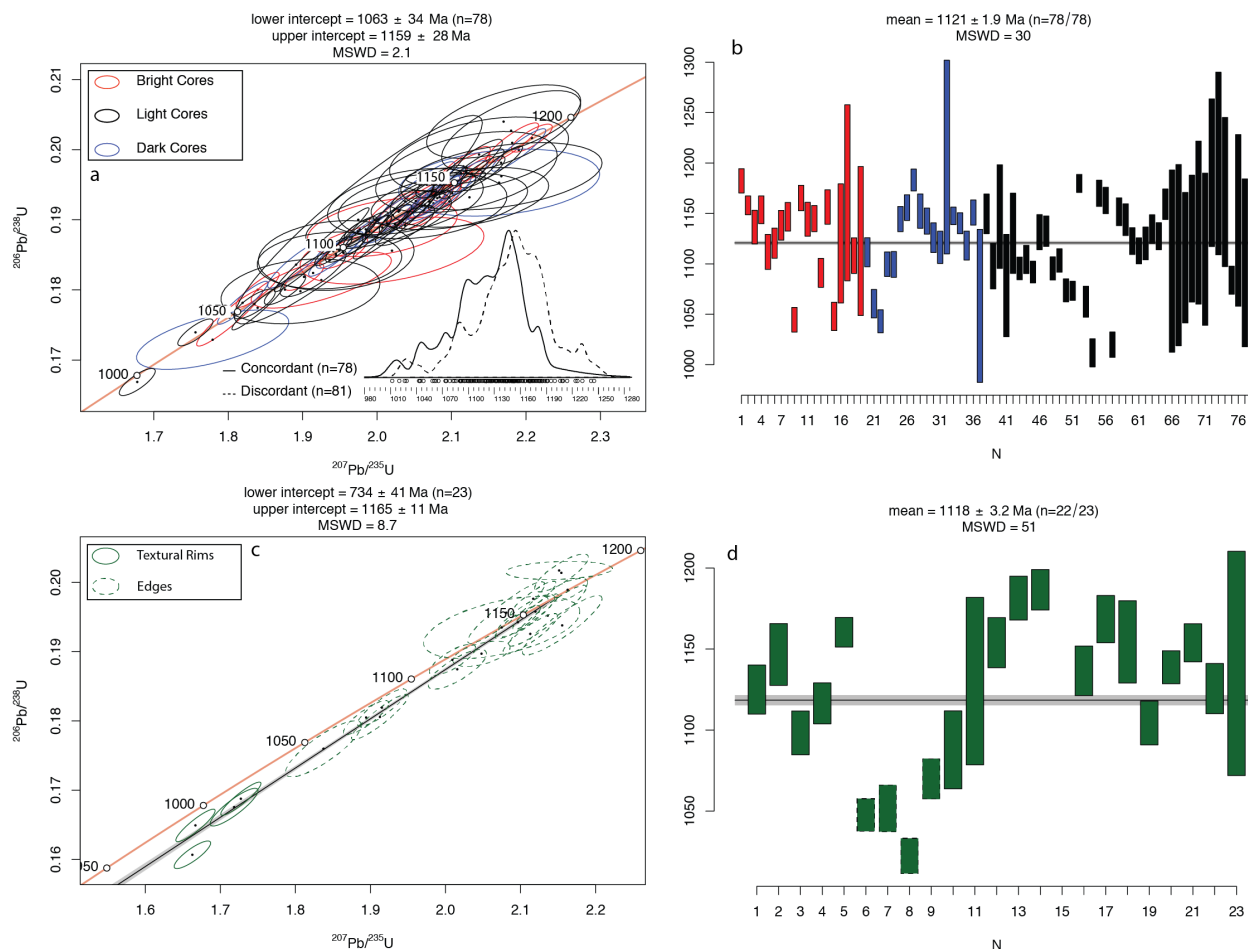 lower intercept = 1063 ± 34 Ma (n=78)
upper intercept = 1159 ± 28 Ma
MSWD = 2.1
a
Bright Cores
Light Cores
Dark Cores
0.21
0.20
0.19
0.18
0.17
206Pb/238U
1200
1150
1100
1050
1000
Concordant (n=78)
Discordant (n=81)
980 1010 1040 1070 1100 1130 1160 1190 1220 1250 1280
1.7 1.8 1.9 2.0 2.1 2.2 2.3
207Pb/235U
mean = 1121 ± 1.9 Ma (n=78/78)
MSWD = 30
b
1300
1250
1200
1150
1100
1050
1000
1 4 7 11 16 21 26 31 36 41 46 51 56 61 66 71 76
N
lower intercept = 734 ± 41 Ma (n=23)
upper intercept = 1165 ± 11 Ma
MSWD = 8.7
c
Textural Rims
Edges
0.20
0.19
0.18
0.17
0.16
206Pb/238U
1200
1150
1100
1050
1000
50
1.6 1.7 1.8 1.9 2.0 2.1 2.2
207Pb/235U
mean = 1118 ± 3.2 Ma (n=22/23)
MSWD = 51
d
1200
1150
1100
1050
1 2 3 4 5 6 7 8 9 11 13 15 17 19 21 23
N